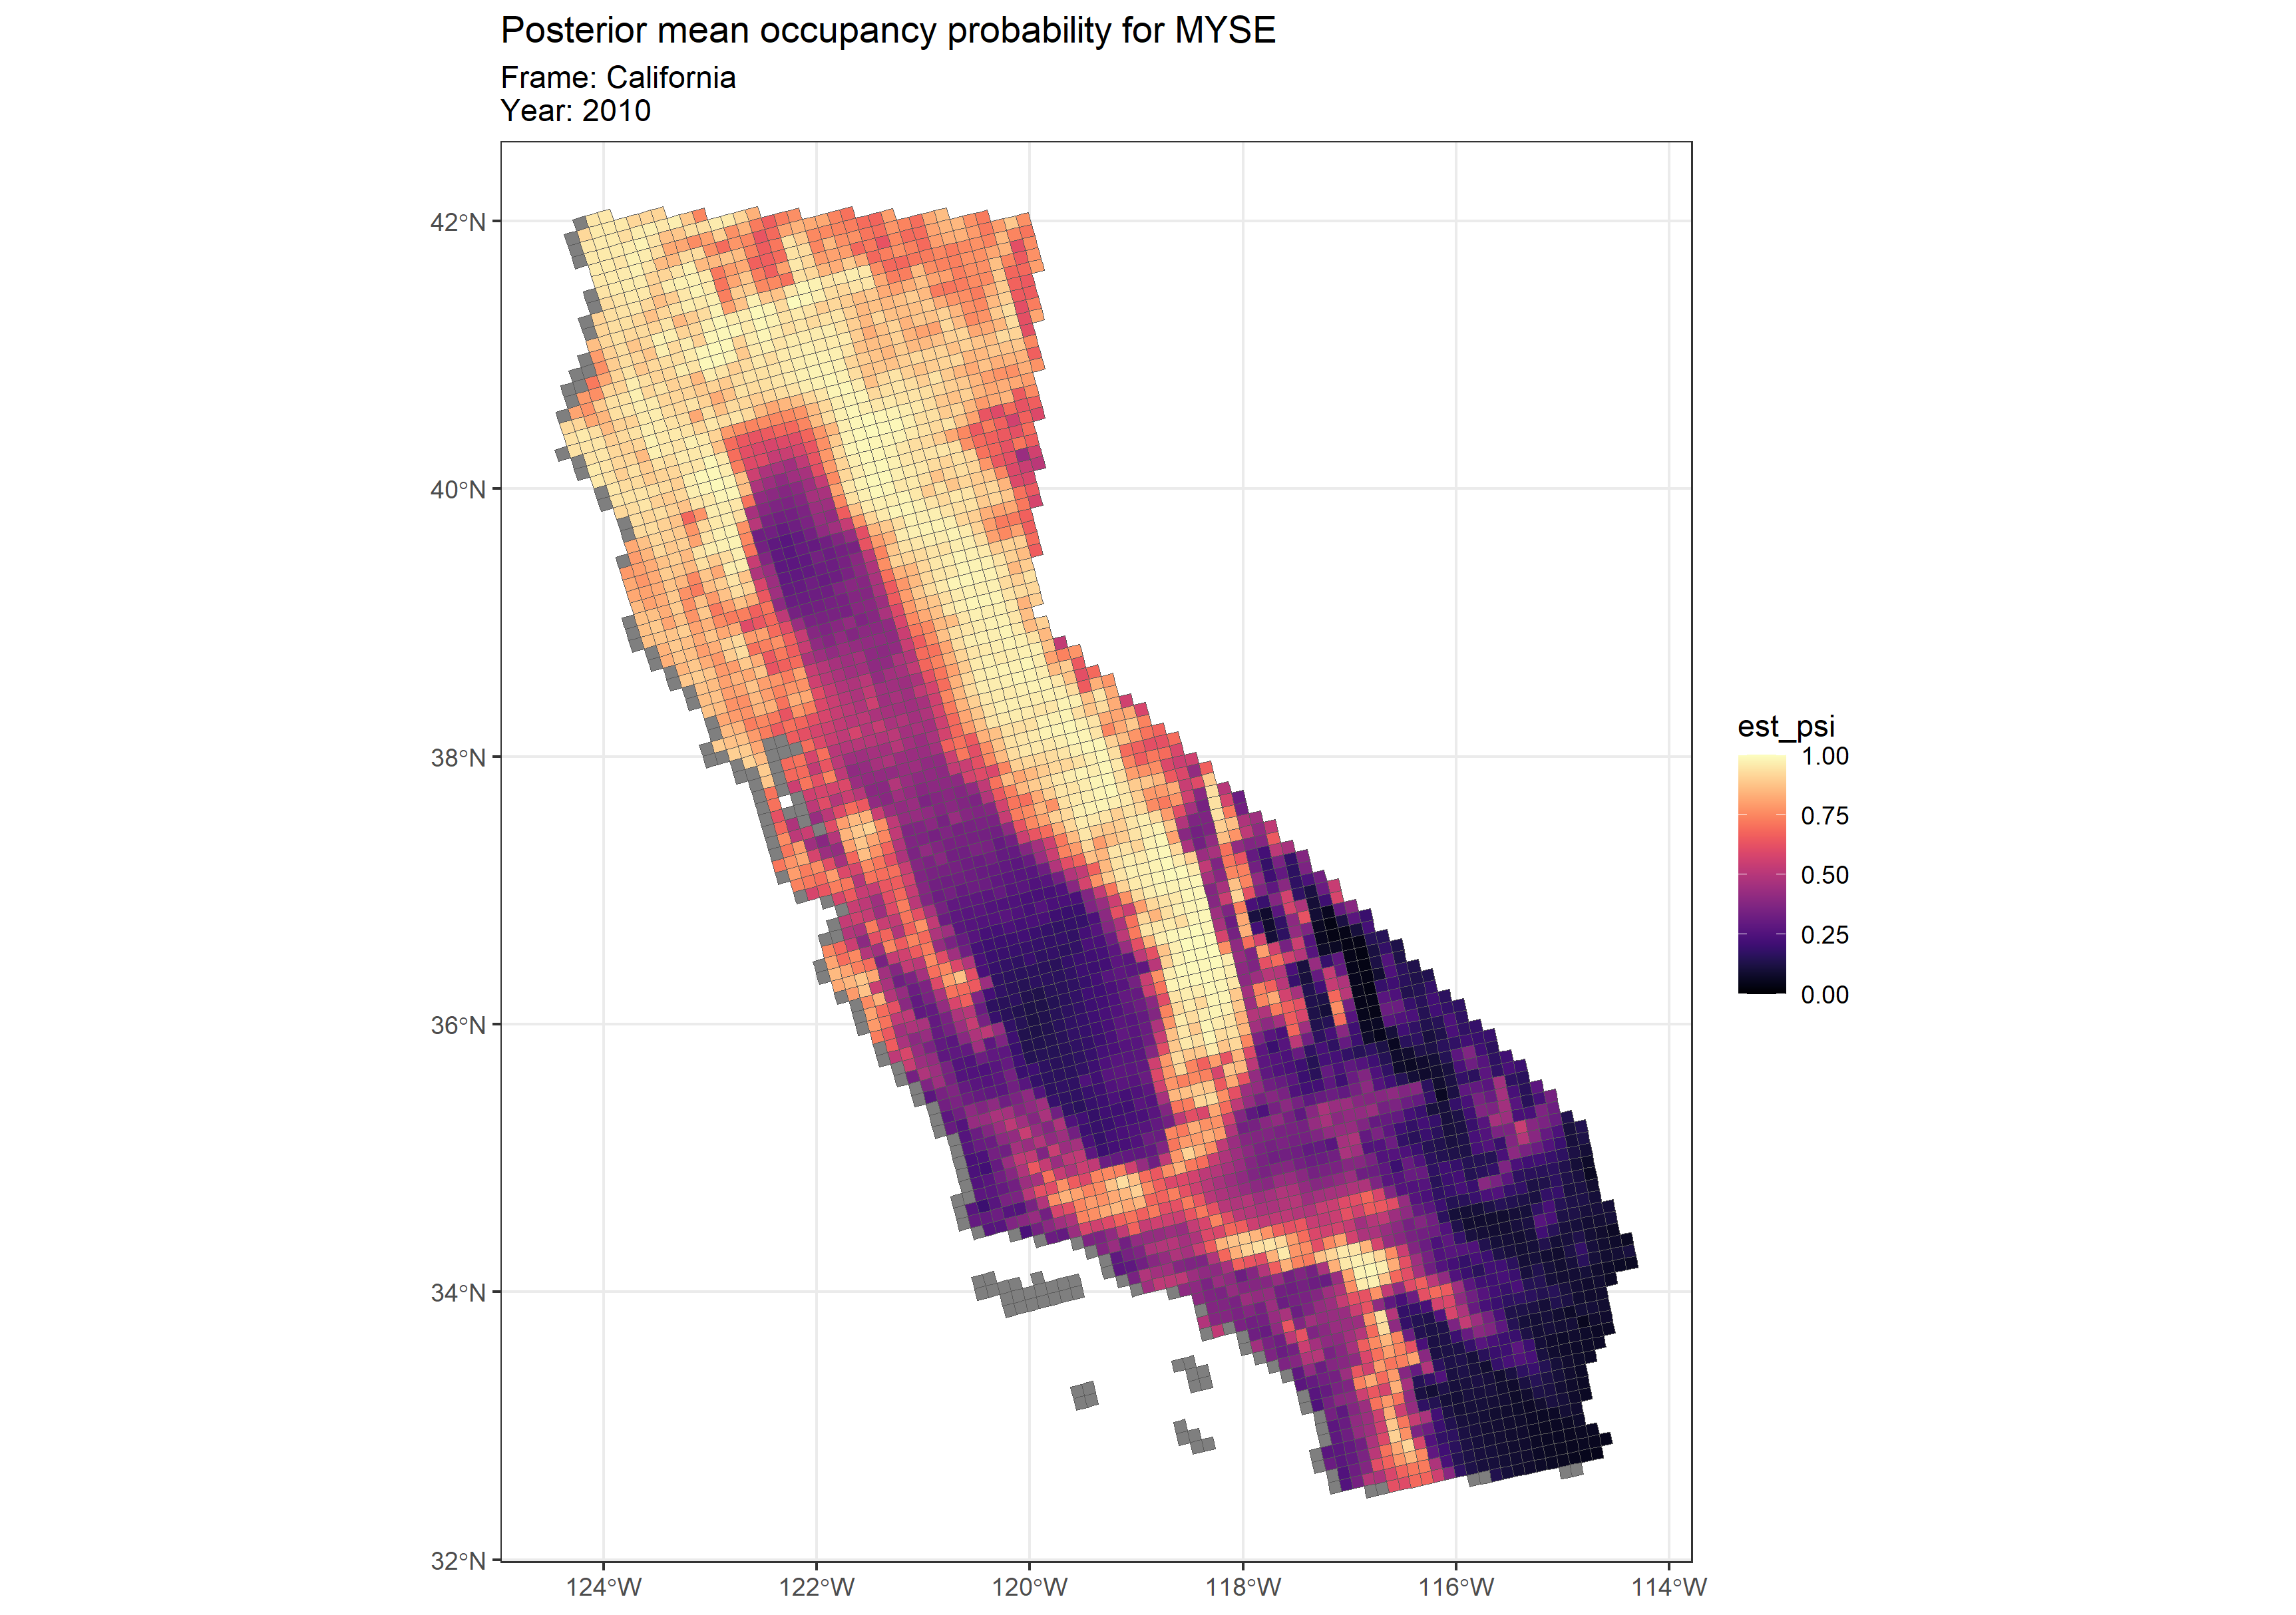 Posterior mean occupancy probability for MYSE
Frame: California
Year: 2010
42°N
40°N
38°N
36°N
34°N
32°N
124°W 122°W 120°W 118°W 116°W 114°W
est_psi
1.00
0.75
0.50
0.25
0.00